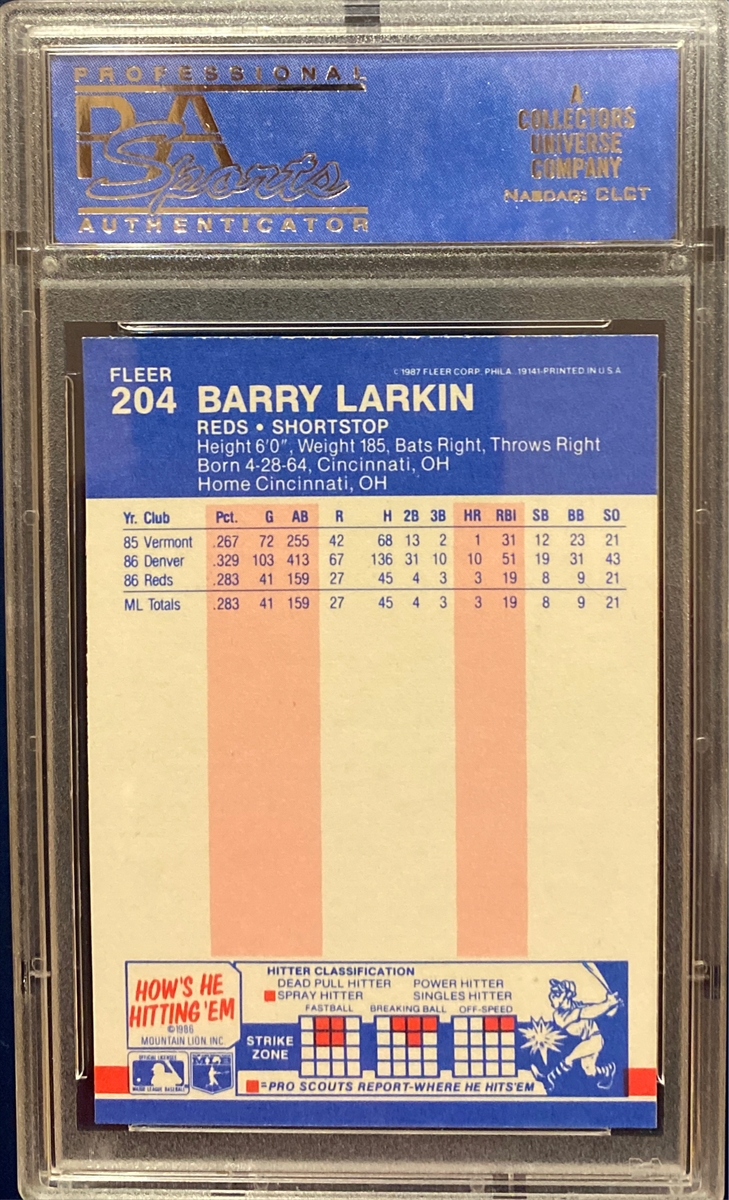 PROFESSIONAL
PSA
Sports
AUTHENTICATOR
A
COLLECTORS
UNIVERSE
COMPANY
NASDAQ: CLCT
FLEER
© 1987 FLEER CORP. PHILA. 19141-PRINTED IN U S A
204 BARRY LARKIN
REDS • SHORTSTOP
Height 6'0", Weight 185, Bats Right, Throws Right
Born 4-28-64, Cincinnati, OH
Home Cincinnati, OH
Yr. Club Pct. G AB R H 2B 3B HR RBI SB BB SO
85 Vermont .267 72 255 42 68 13 2 1 31 12 23 21
86 Denver .329 103 413 67 136 31 10 10 51 19 31 43
86 Reds .283 41 159 27 45 4 3 3 19 8 9 21
ML Totals .283 41 159 27 45 4 3 3 19 8 9 21
HOW'S HE
HITTING 'EM
©1986
MOUNTAIN LION, INC.
HITTER CLASSIFICATION
DEAD PULL HITTER POWER HITTER
SPRAY HITTER SINGLES HITTER
FASTBALL BREAKING BALL OFF-SPEED
STRIKE
ZONE
=PRO SCOUTS REPORT-WHERE HE HITS'EM
OFFICIAL LICENSEE
MAJOR LEAGUE BASEBALL
PSA